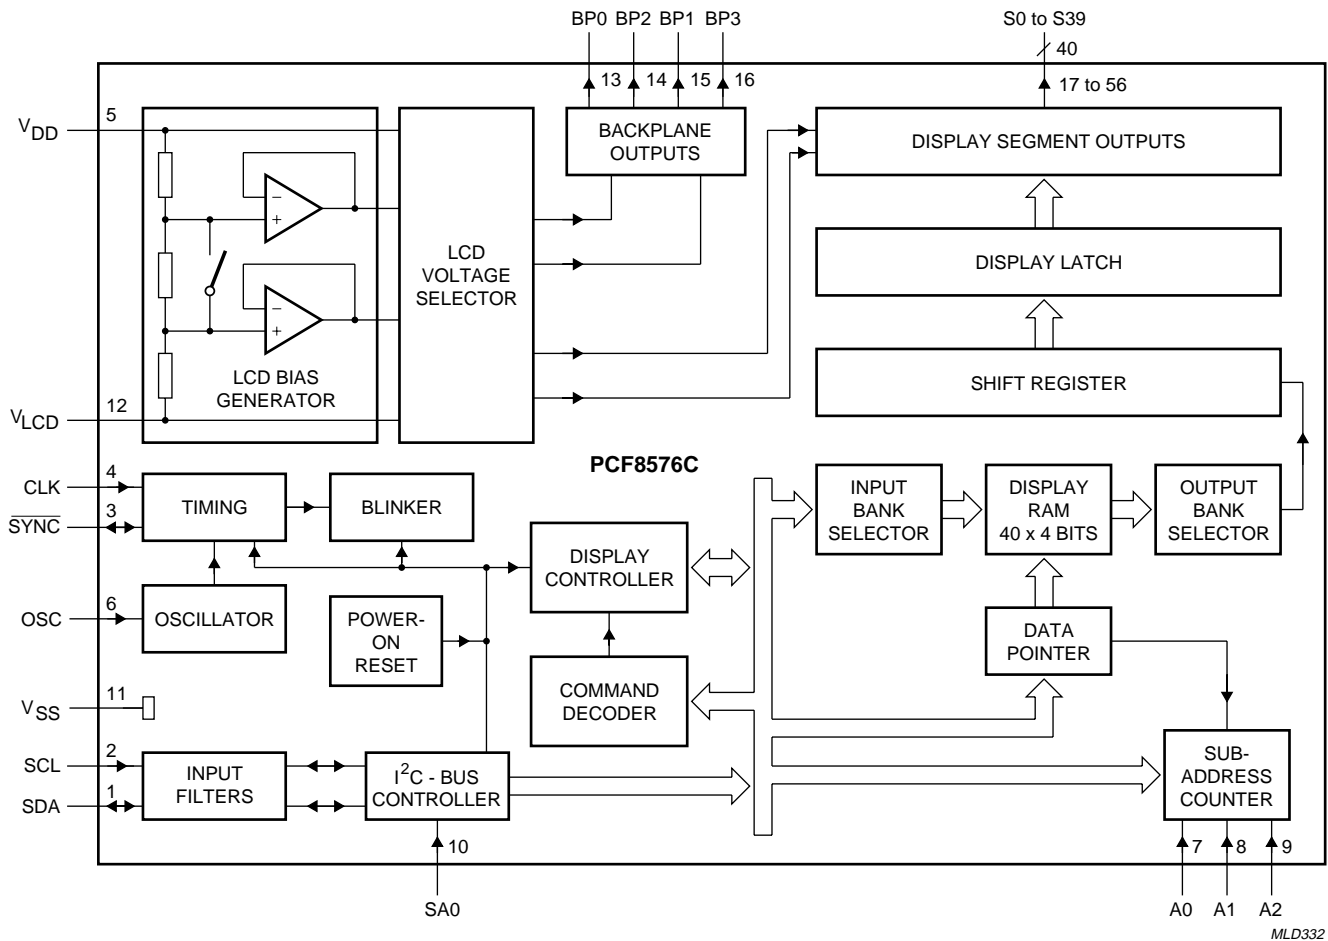 BP0 BP2 BP1 BP3
S0 to S39
40
13 14 15 16
17 to 56
VDD
5
BACKPLANE
OUTPUTS
DISPLAY SEGMENT OUTPUTS
−
+
LCD
VOLTAGE
SELECTOR
DISPLAY LATCH
−
+
LCD BIAS
GENERATOR
SHIFT REGISTER
VLCD
12
PCF8576C
CLK
4
SYNC
3
TIMING
BLINKER
INPUT
BANK
SELECTOR
DISPLAY
RAM
40 x 4 BITS
OUTPUT
BANK
SELECTOR
DISPLAY
CONTROLLER
OSC
6
OSCILLATOR
POWER-
ON
RESET
DATA
POINTER
COMMAND
DECODER
VSS
11
SCL
2
SDA
1
INPUT
FILTERS
I2C - BUS
CONTROLLER
SUB-
ADDRESS
COUNTER
10
7 8 9
SA0
A0 A1 A2
MLD332